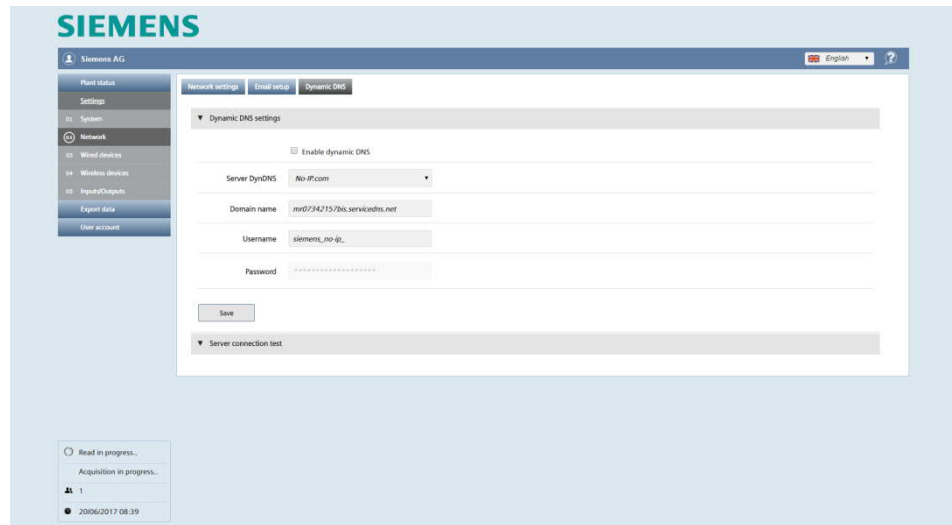 SIEMENS
Siemens AG
English
?
Plant status
Settings
01 System
02 Network
03 Wired devices
04 Wireless devices
05 Inputs/Outputs
Export data
User account
Network settings Email setup Dynamic DNS
Dynamic DNS settings
Enable dynamic DNS
Server DynDNS No-IP.com
Domain name mr07342157bis.servicedns.net
Username siemens_no-ip_
Password *******************
Save
Server connection test
Read in progress..
Acquisition in progress..
1
20/06/2017 08:39